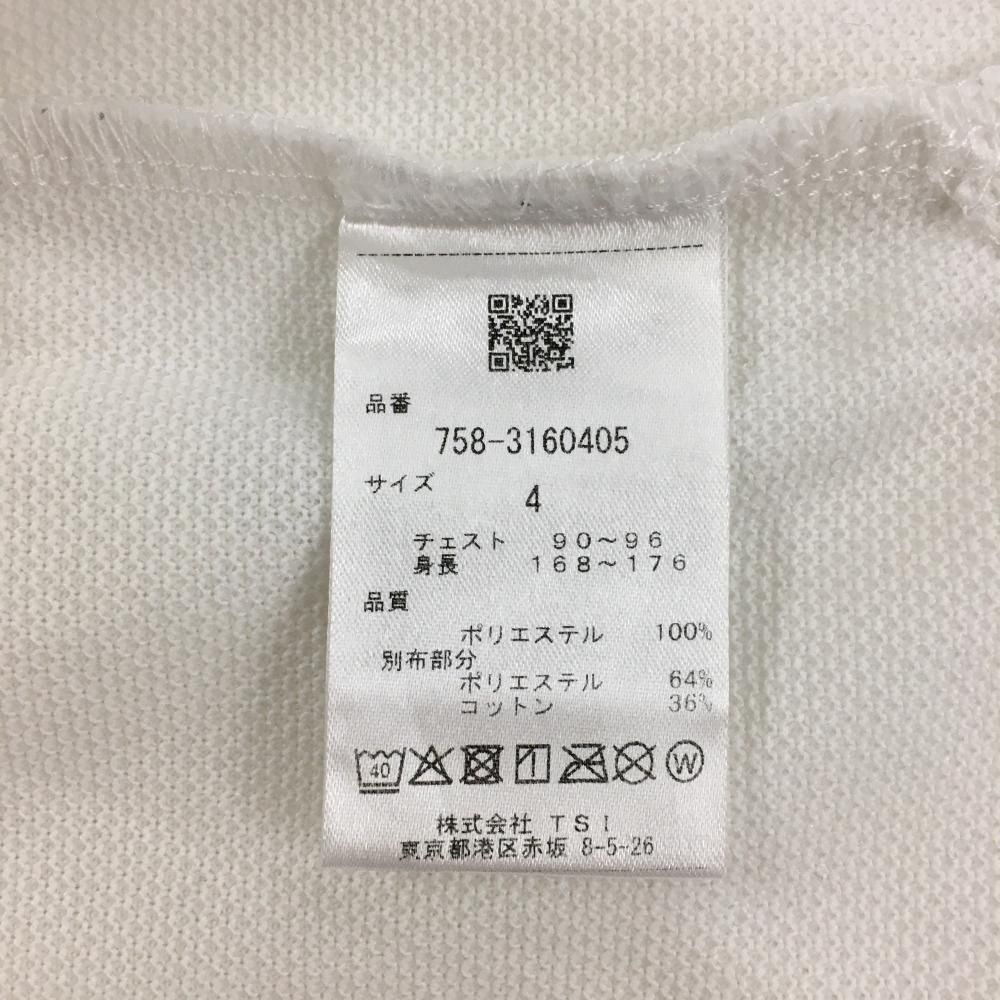 品番
758-3160405
サイズ
4
チェスト 90～96
身長 168～176
品質
ポリエステル 100%
別布部分
ポリエステル 64%
コットン 36%
40
W
株式会社 TSI
東京都港区赤坂 8-5-26